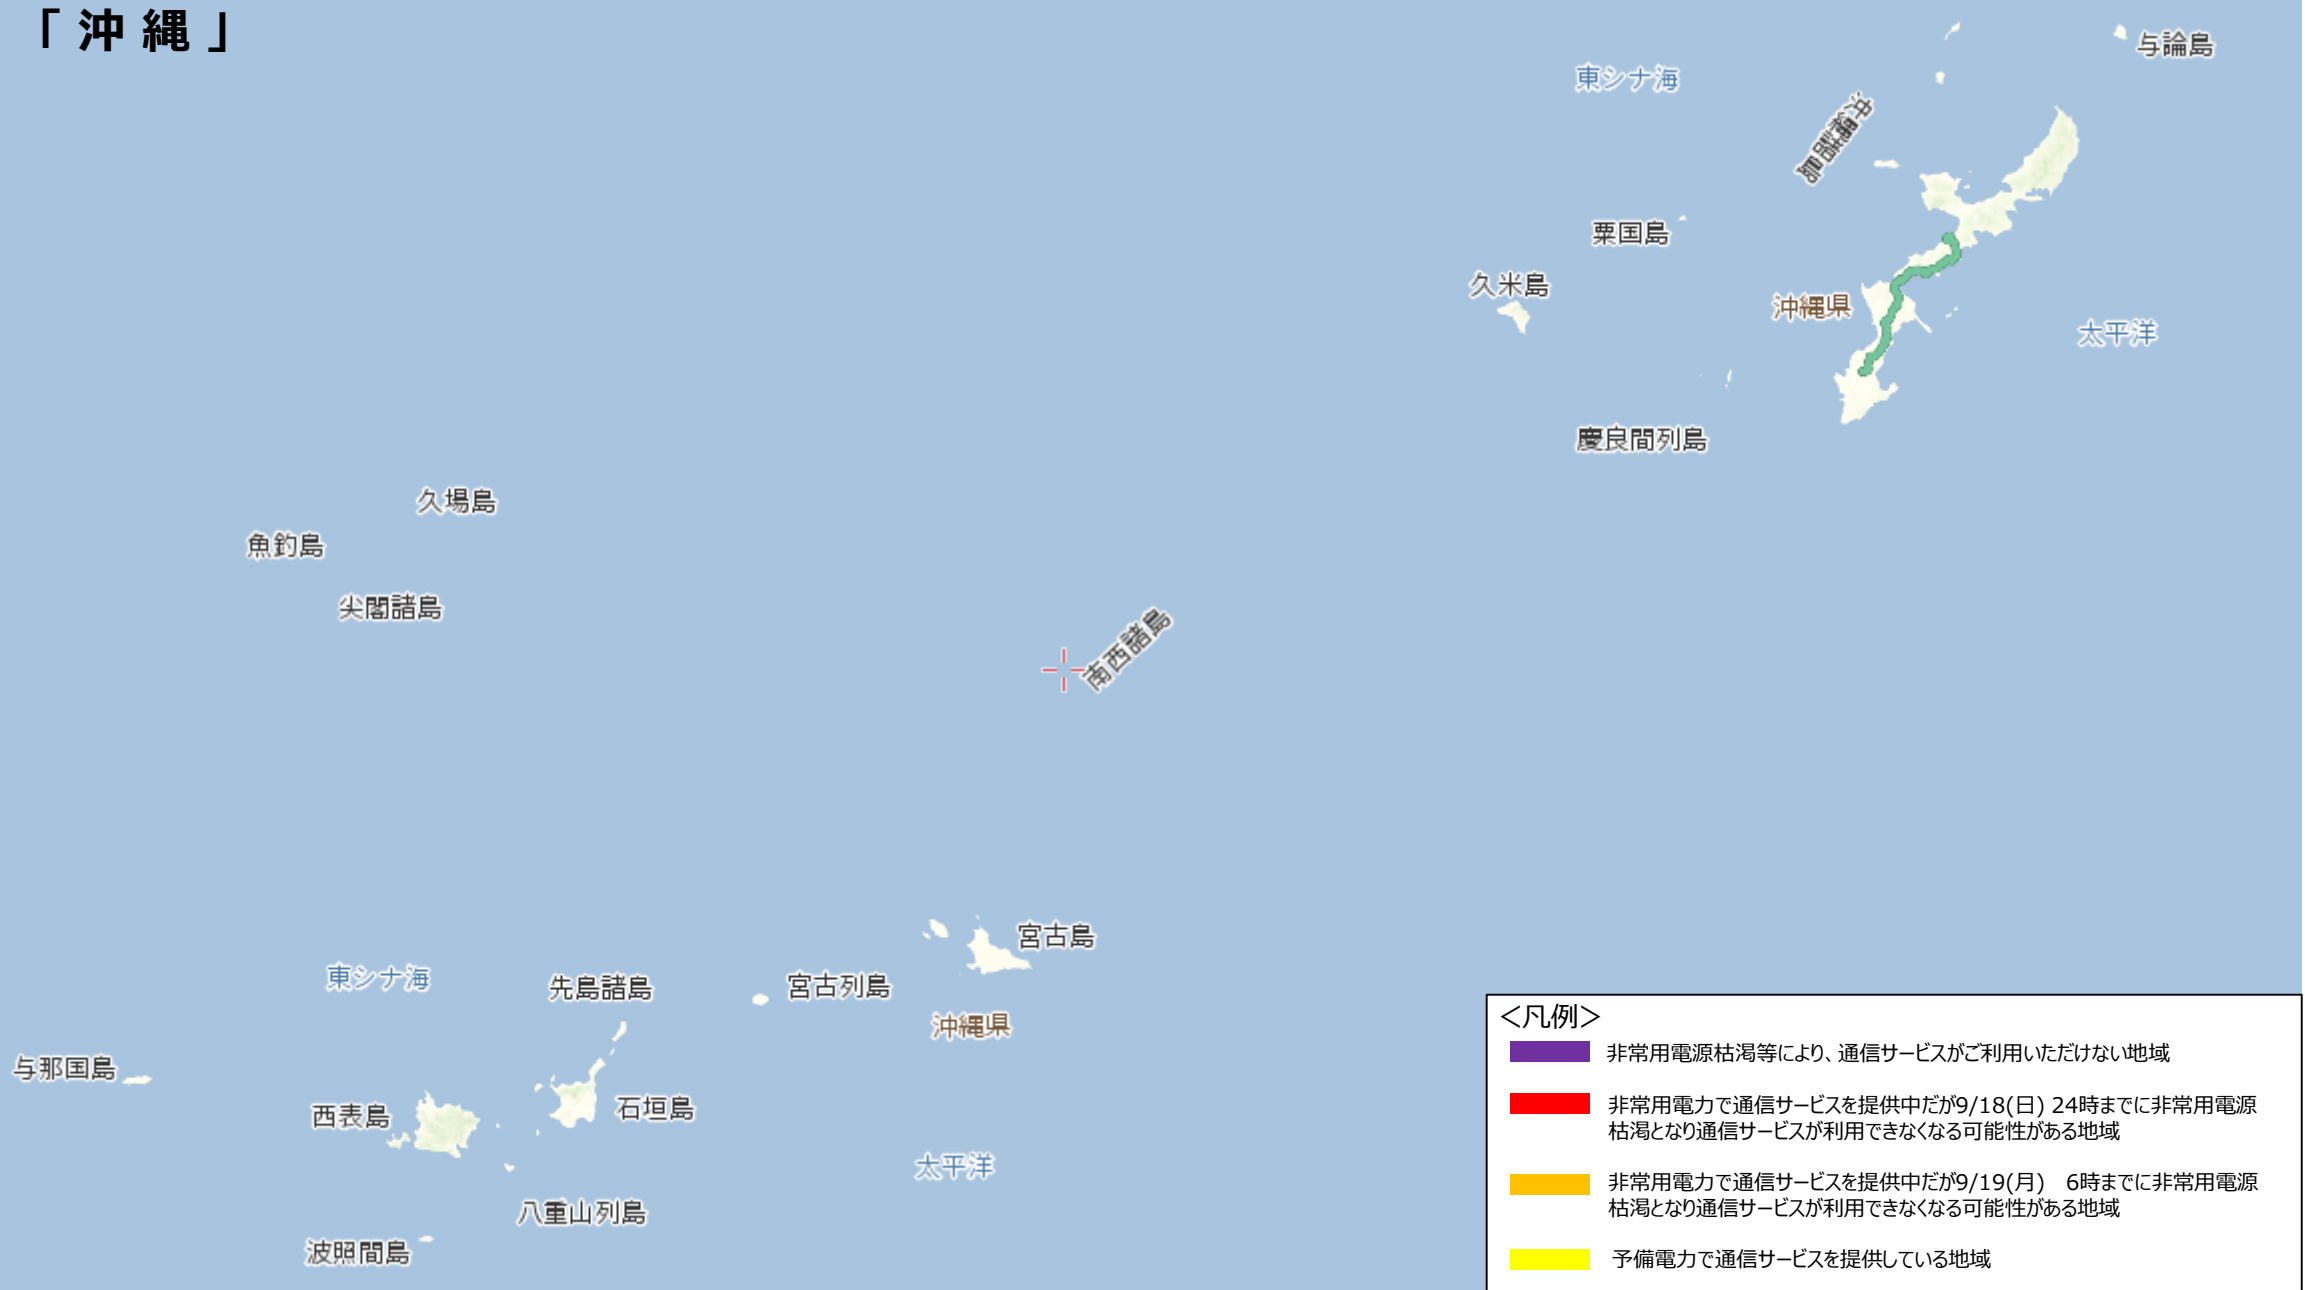 「 沖 縄 」
与論島
東シナ海
沖縄諸島
粟国島
久米島
沖縄県
太平洋
慶良間列島
久場島
魚釣島
尖閣諸島
南西諸島
宮古島
東シナ海
先島諸島
宮古列島
沖縄県
与那国島
西表島
石垣島
太平洋
八重山列島
波照間島
＜凡例＞
非常用電源枯渇等により、通信サービスがご利用いただけない地域
非常用電力で通信サービスを提供中だが9/18(日) 24時までに非常用電源
枯渇となり通信サービスが利用できなくなる可能性がある地域
非常用電力で通信サービスを提供中だが9/19(月)　6時までに非常用電源
枯渇となり通信サービスが利用できなくなる可能性がある地域
予備電力で通信サービスを提供している地域